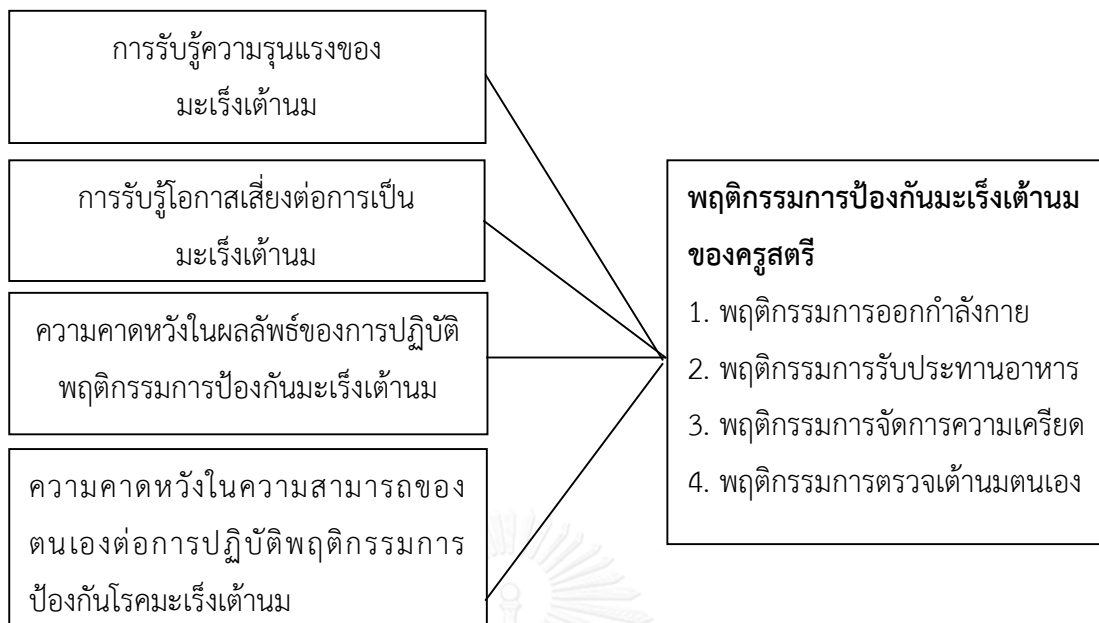 การรับรู้ความรุนแรงของ
มะเร็งเต้านม
การรับรู้โอกาสเสี่ยงต่อการเป็น
มะเร็งเต้านม
ความคาดหวังในผลลัพธ์ของการปฏิบัติ
พฤติกรรมการป้องกันมะเร็งเต้านม
ความคาดหวังในความสามารถของ
ตนเองต่อการปฏิบัติพฤติกรรมการ
ป้องกันโรคมะเร็งเต้านม
พฤติกรรมการป้องกันมะเร็งเต้านม
ของครูสตรี
1. พฤติกรรมการออกกำลังกาย
2. พฤติกรรมการรับประทานอาหาร
3. พฤติกรรมการจัดการความเครียด
4. พฤติกรรมการตรวจเต้านมตนเอง